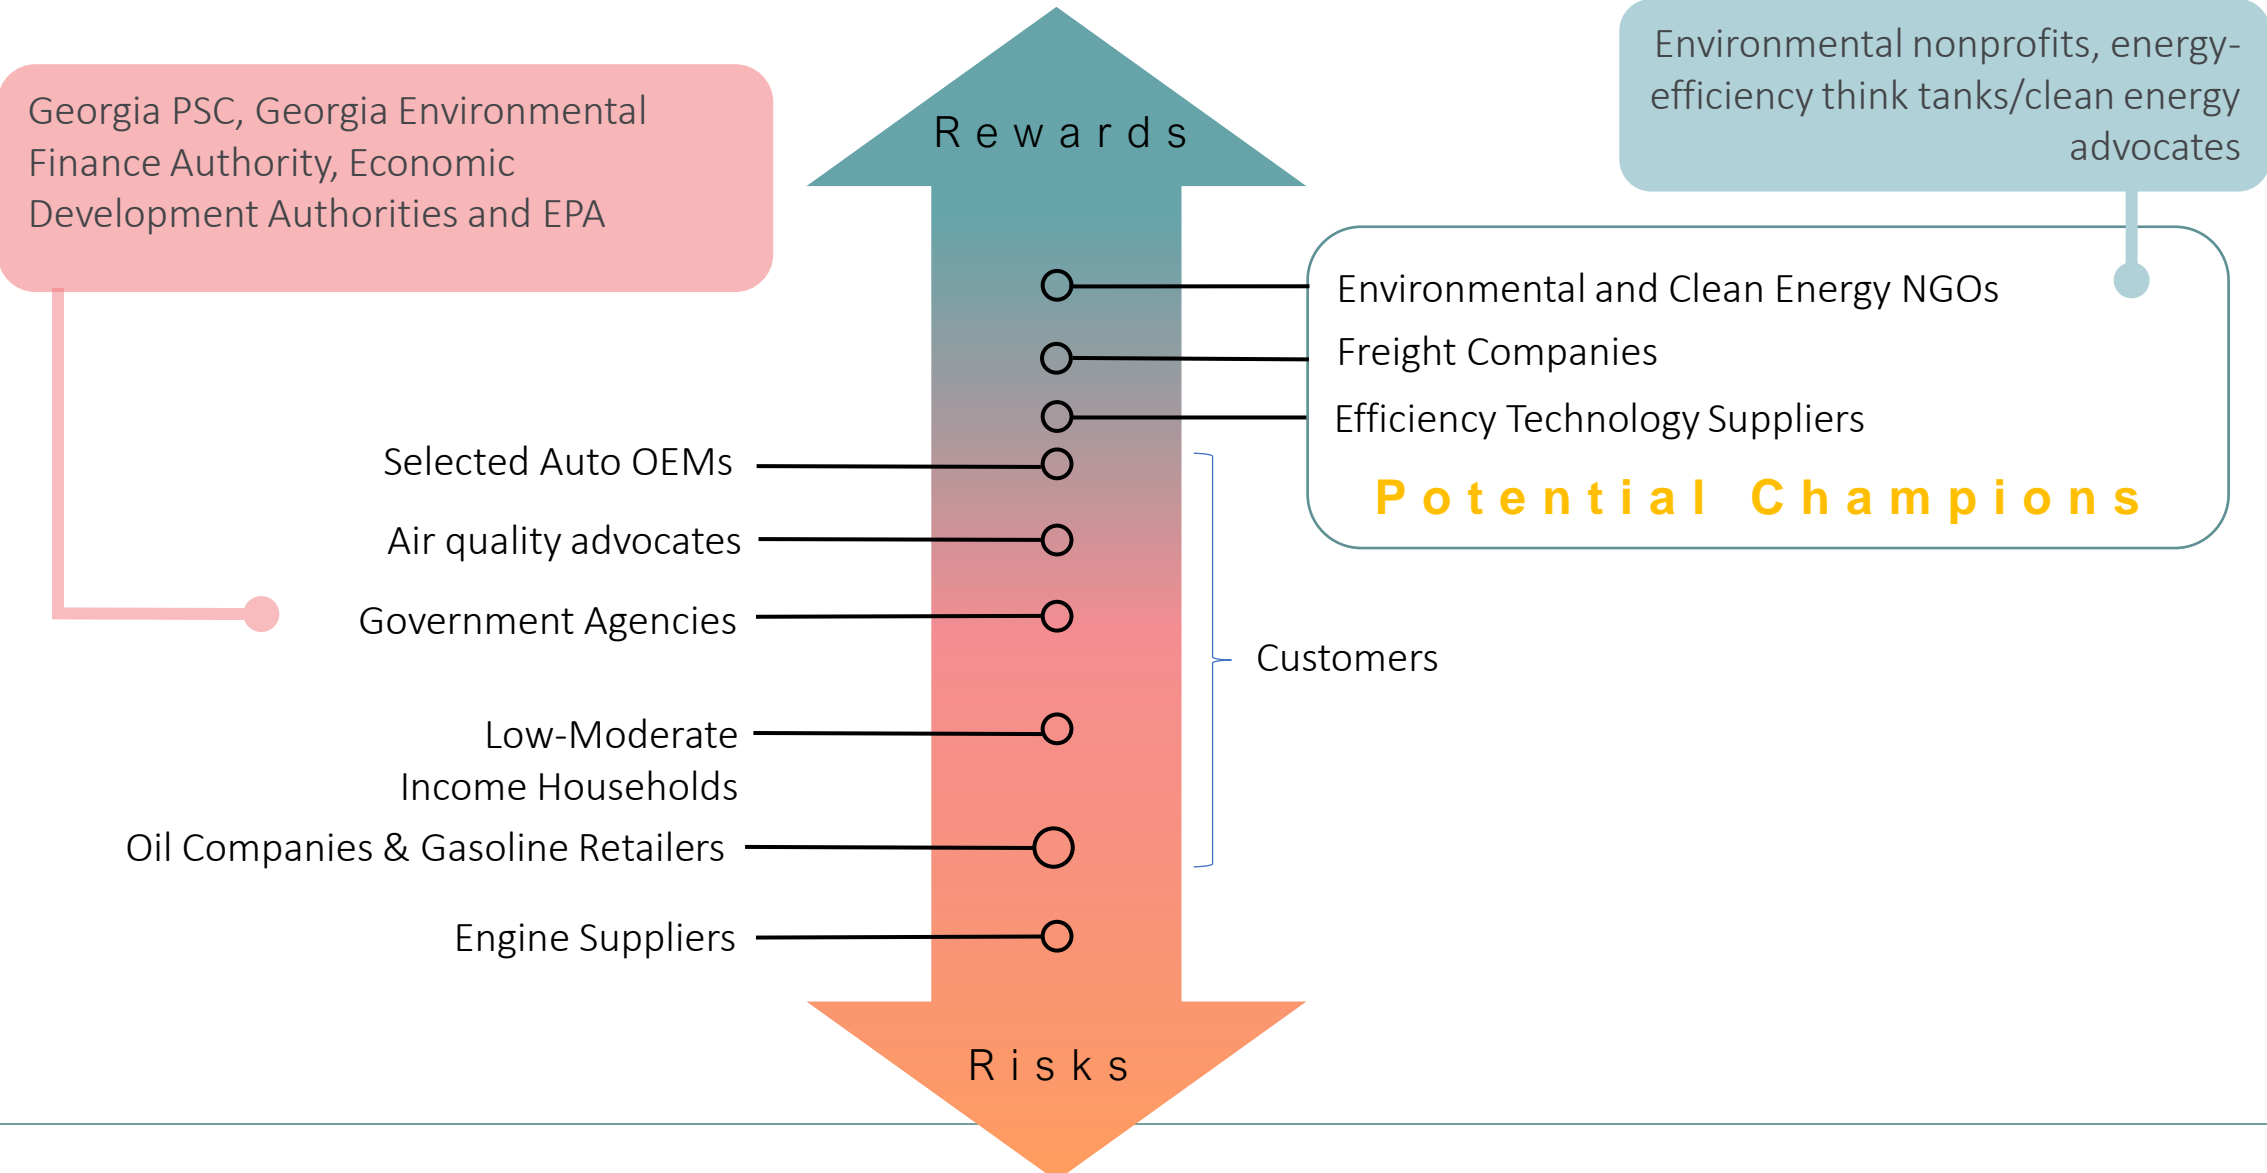 Georgia PSC, Georgia Environmental
Finance Authority, Economic
Development Authorities and EPA
Rewards
Environmental nonprofits, energy-
efficiency think tanks/clean energy
advocates
Environmental and Clean Energy NGOs
Freight Companies
Efficiency Technology Suppliers
Potential Champions
Selected Auto OEMs
Air quality advocates
Government Agencies
Customers
Low-Moderate
Income Households
Oil Companies & Gasoline Retailers
Engine Suppliers
Risks